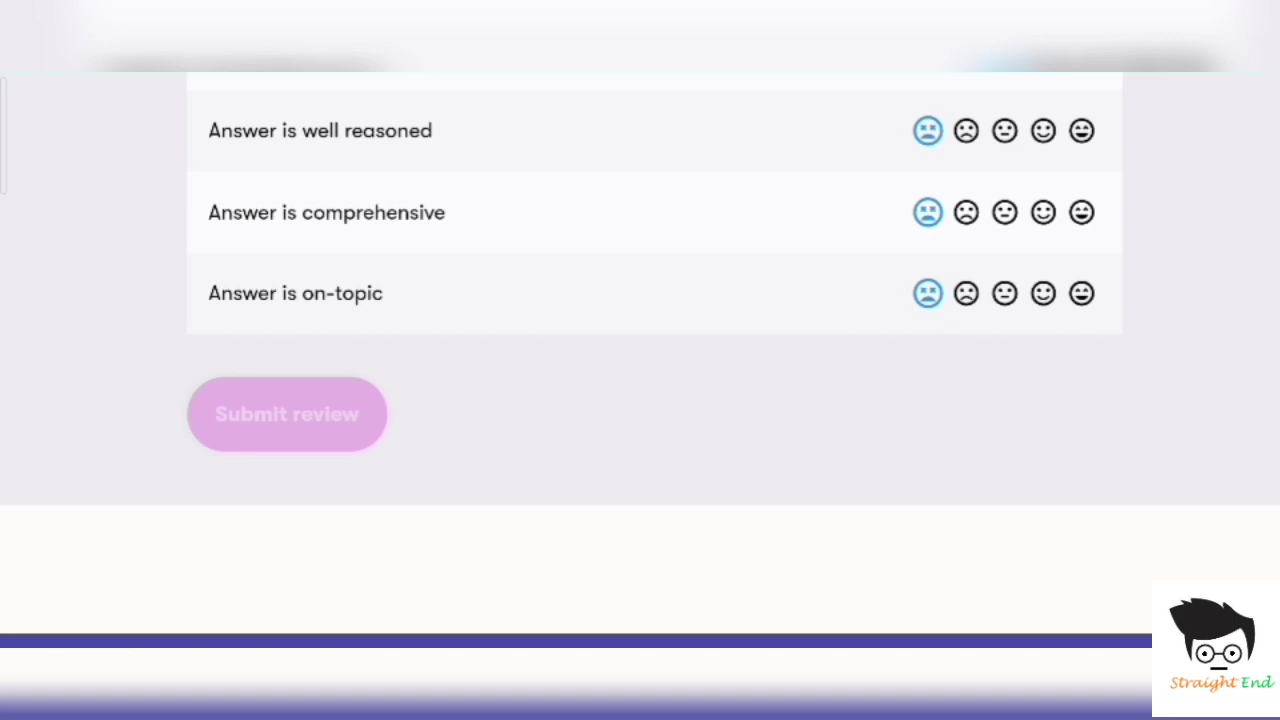 Answer is well reasoned
Answer is comprehensive
Answer is on-topic
Submit review
Straight End